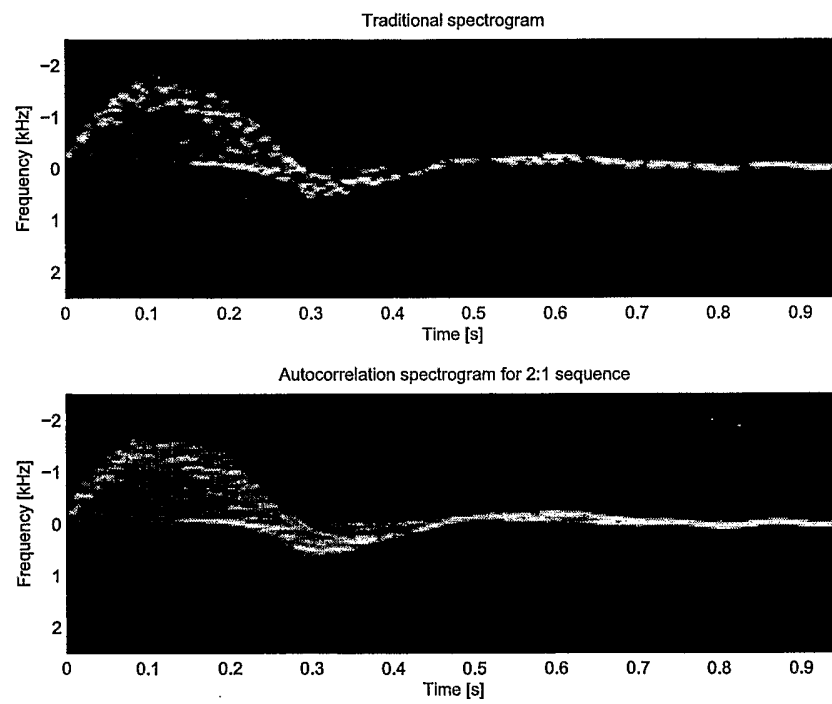 Traditional spectrogram
Frequency [kHz]
−2
−1
0
1
2
0 0.1 0.2 0.3 0.4 0.5 0.6 0.7 0.8 0.9
Time [s]
Autocorrelation spectrogram for 2:1 sequence
Frequency [kHz]
−2
−1
0
1
2
0 0.1 0.2 0.3 0.4 0.5 0.6 0.7 0.8 0.9
Time [s]